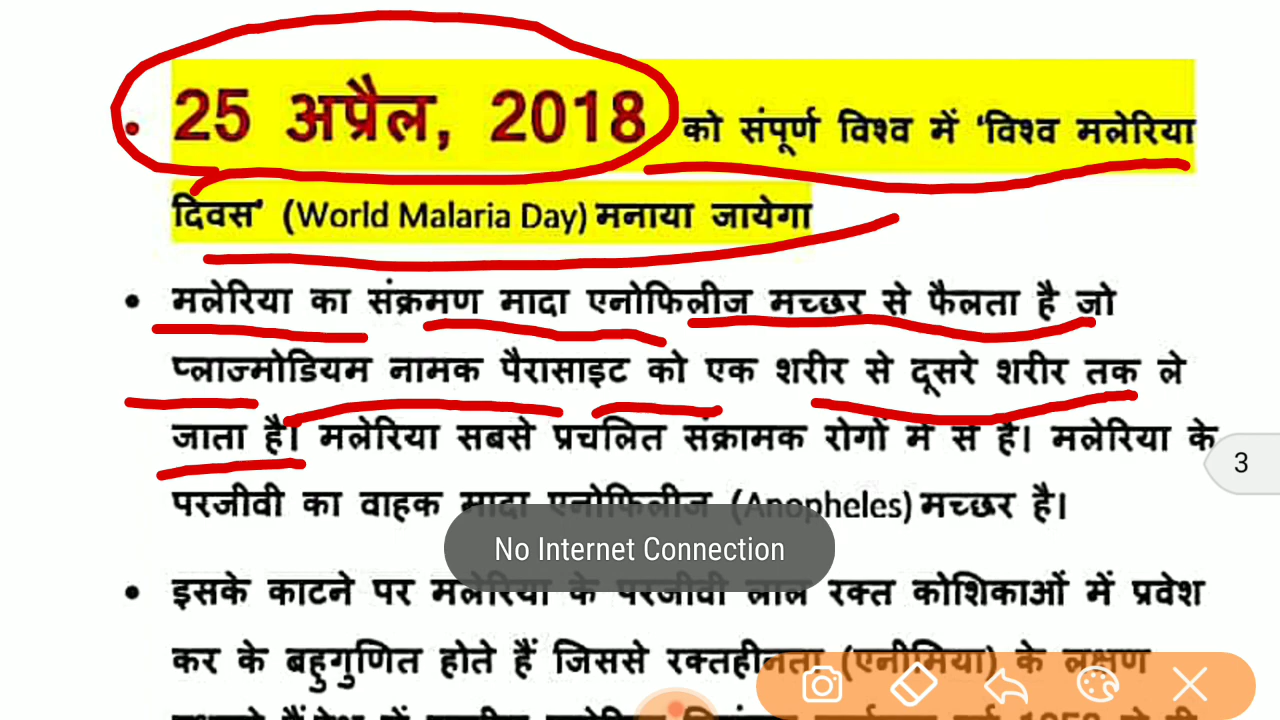 • 25 अप्रैल, 2018 को संपूर्ण विश्व में ‘विश्व मलेरिया
दिवस’ (World Malaria Day) मनाया जायेगा
• मलेरिया का संक्रमण मादा एनोफिलीज मच्छर से फैलता है जो
प्लाज्मोडियम नामक पैरासाइट को एक शरीर से दूसरे शरीर तक ले
जाता है। मलेरिया सबसे प्रचलित संक्रामक रोगों में से है। मलेरिया के
3
परजीवी का वाहक मादा एनोफिलीज (Anopheles) मच्छर है।
No Internet Connection
• इसके काटने पर मलेरिया के परजीवी लाल रक्त कोशिकाओं में प्रवेश
कर के बहुगुणित होते हैं जिससे रक्तहीनता (एनीमिया) के लक्षण